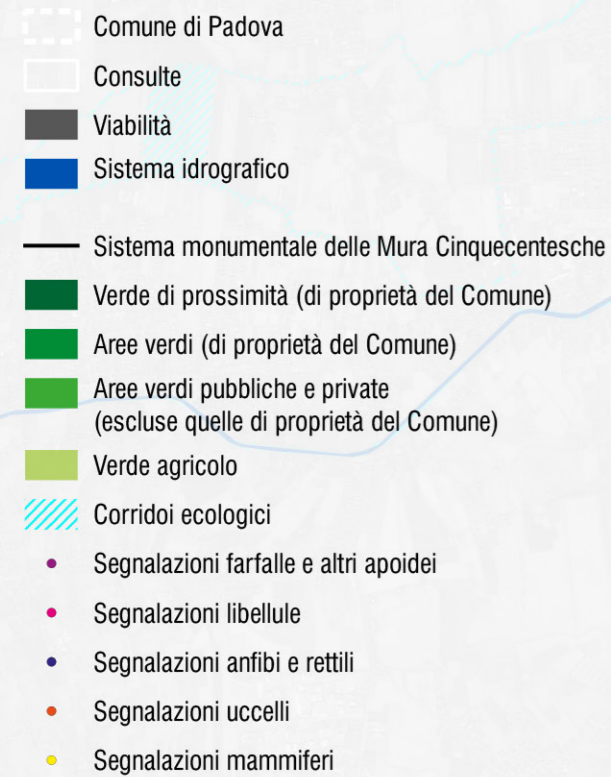 Comune di Padova
Consulte
Viabilità
Sistema idrografico
Sistema monumentale delle Mura Cinquecentesche
Verde di prossimità (di proprietà del Comune)
Aree verdi (di proprietà del Comune)
Aree verdi pubbliche e private
(escluse quelle di proprietà del Comune)
Verde agricolo
Corridoi ecologici
Segnalazioni farfalle e altri apoidei
Segnalazioni libellule
Segnalazioni anfibi e rettili
Segnalazioni uccelli
Segnalazioni mammiferi